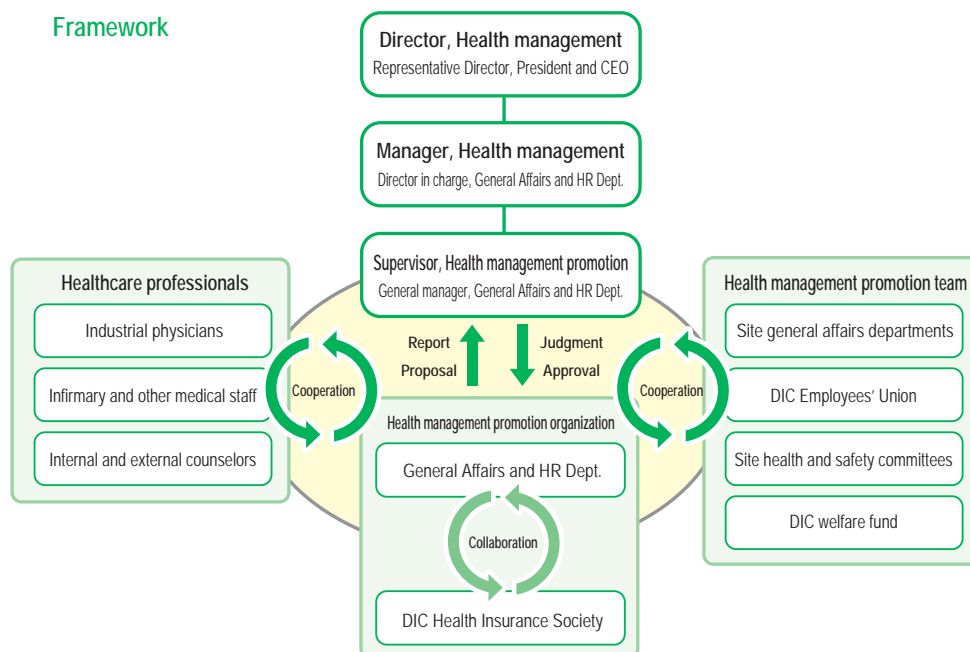 Framework
Director, Health management
Representative Director, President and CEO
Manager, Health management
Director in charge, General Affairs and HR Dept.
Supervisor, Health management promotion
General manager, General Affairs and HR Dept.
Healthcare professionals
Industrial physicians
Infirmary and other medical staff
Internal and external counselors
Cooperation
Report
Proposal
Judgment
Approval
Cooperation
Health management promotion team
Site general affairs departments
DIC Employees' Union
Site health and safety committees
DIC welfare fund
Health management promotion organization
General Affairs and HR Dept.
Collaboration
DIC Health Insurance Society